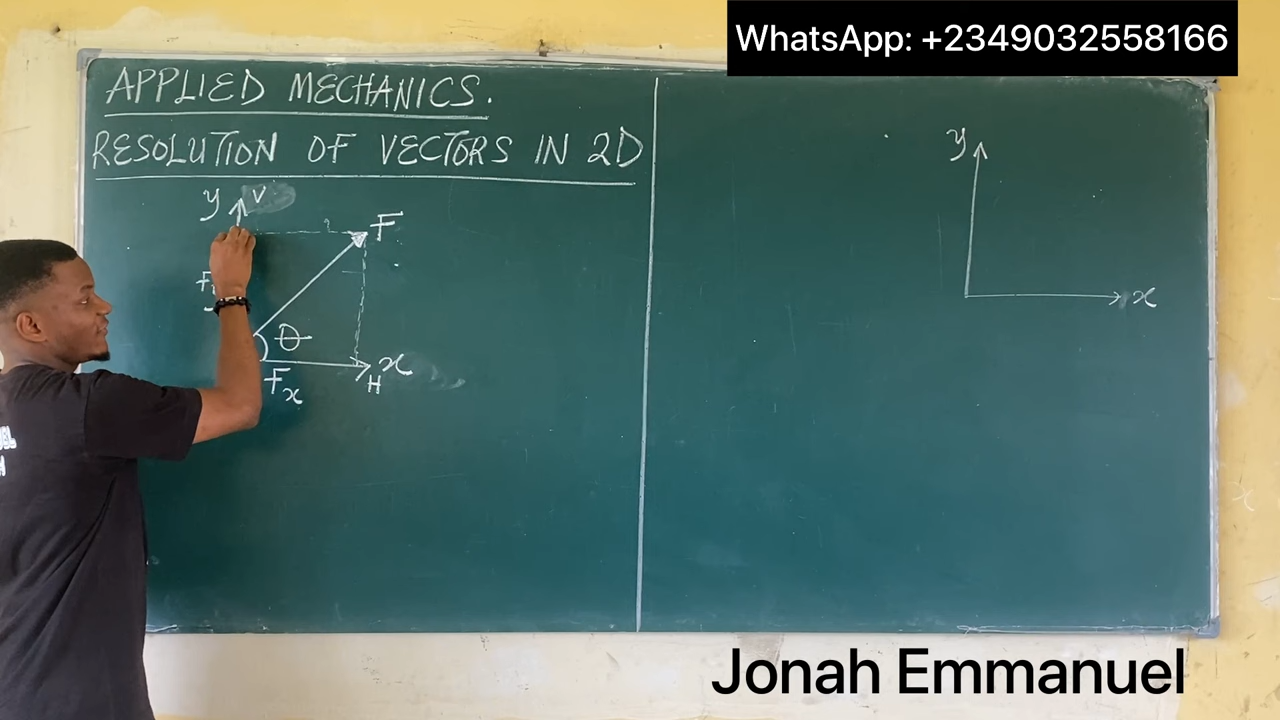 WhatsApp: +2349032558166
APPLIED MECHANICS.
RESOLUTION OF VECTORS IN 2D
y V
F
θ
x
H
Fx
y
x
Jonah Emmanuel